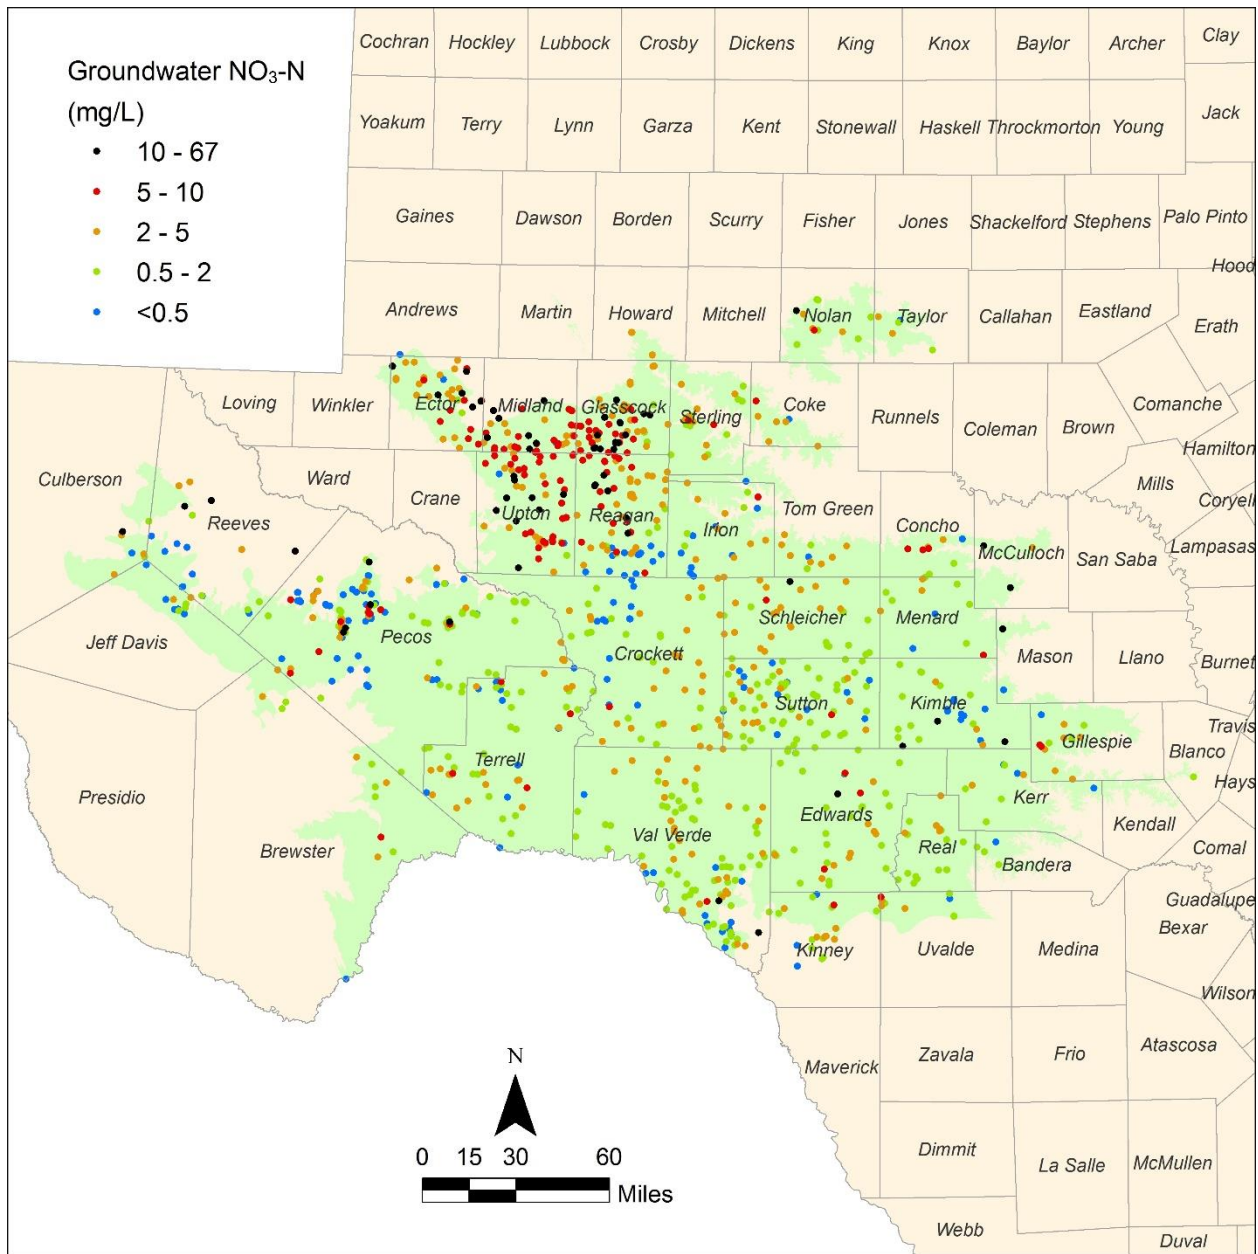 Groundwater NO₃-N
(mg/L)
10 - 67
5 - 10
2 - 5
0.5 - 2
<0.5
Cochran Hockley Lubbock Crosby Dickens King Knox Baylor Archer Clay
Yoakum Terry Lynn Garza Kent Stonewall Haskell Throckmorton Young Jack
Gaines Dawson Borden Scurry Fisher Jones Shackelford Stephens Palo Pinto
Hood
Andrews Martin Howard Mitchell Nolan Taylor Callahan Eastland Erath
Loving Winkler Ector Midland Glasscock Sterling Coke Runnels Coleman Brown Comanche
Hamilton
Culberson Reeves Ward Crane Upton Reagan Irion Tom Green Concho McCulloch San Saba Mills Coryell
Lampasas
Jeff Davis Pecos Crockett Schleicher Menard Mason Llano Burnet
Sutton Kimble Gillespie Travis
Blanco
Hays
Presidio Terrell Kerr
Brewster Val Verde Edwards Real Bandera Kendall Comal
Guadalupe
Bexar
Kinney Uvalde Medina
Wilson
Maverick Zavala Frio Atascosa
Dimmit La Salle McMullen
Webb Duval
N
0 15 30 60
Miles